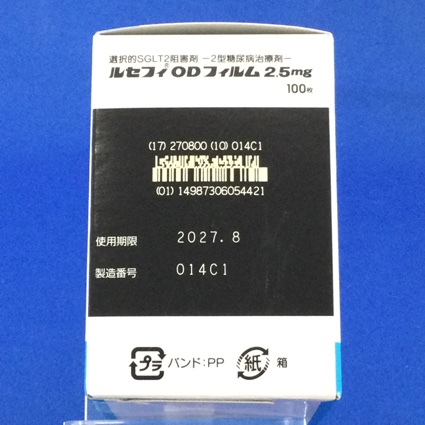 選択的SGLT2阻害剤 －2型糖尿病治療剤－
ルセフィ® ODフィルム 2.5mg
100枚
(17) 270800 (10) 014C1
(01) 14987306054421
使用期限 2027.8
製造番号 014C1
プラ バンド:PP 紙 箱